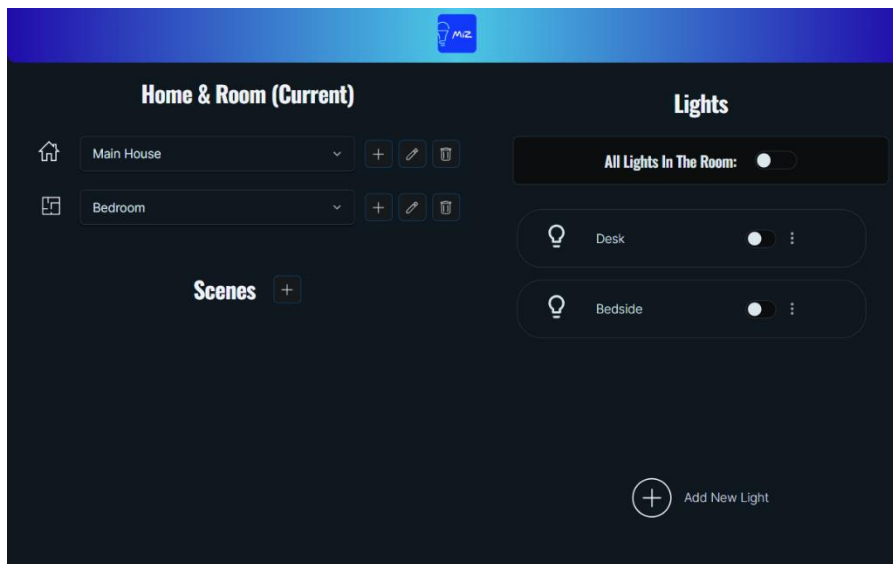 MiZ
Home & Room (Current)
Main House
Bedroom
Scenes
Lights
All Lights In The Room:
Desk
Bedside
Add New Light